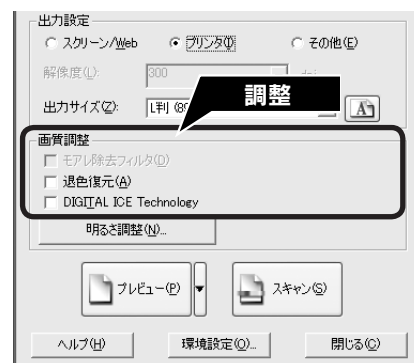 出力設定
スクリーン/Web プリンタ(I) その他(E)
解像度(L): 300 dpi
調整
出力サイズ(Z): L判 (89
画質調整
モアレ除去フィルタ(D)
退色復元(A)
DIGITAL ICE Technology
明るさ調整(N)...
プレビュー(P) スキャン(S)
ヘルプ(H) 環境設定(O)... 閉じる(C)